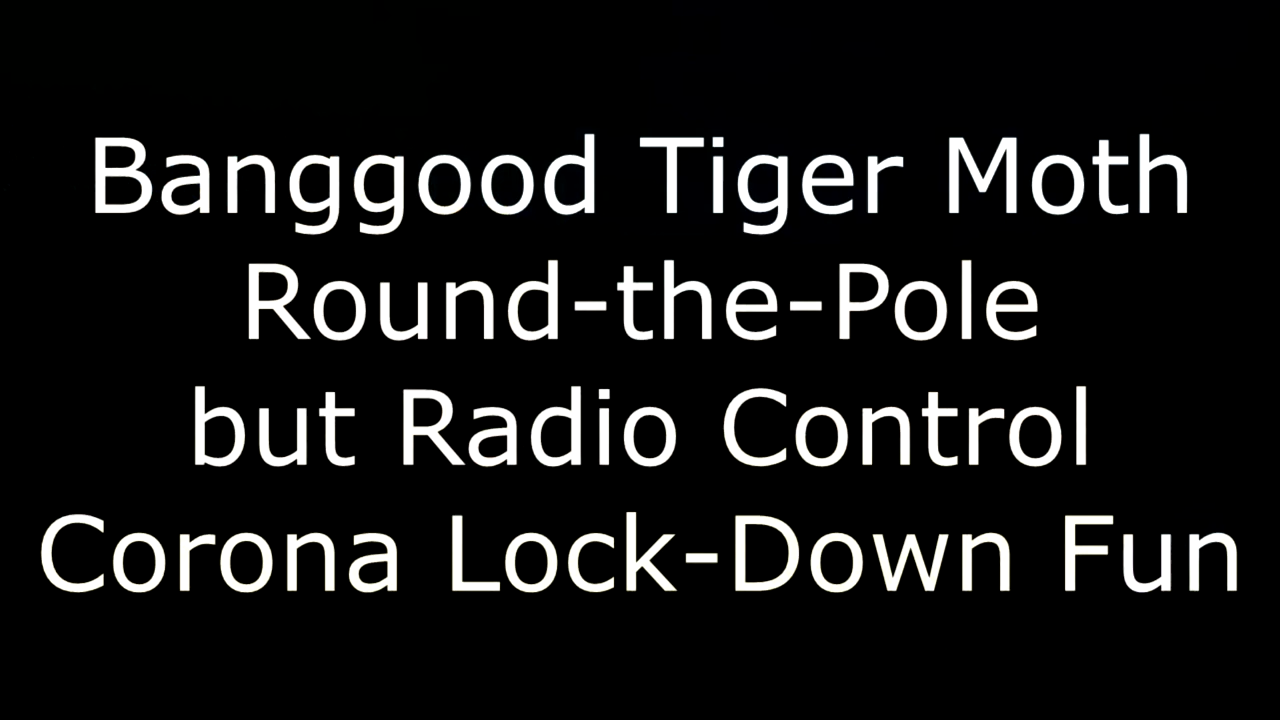 Banggood Tiger Moth
Round-the-Pole
but Radio Control
Corona Lock-Down Fun